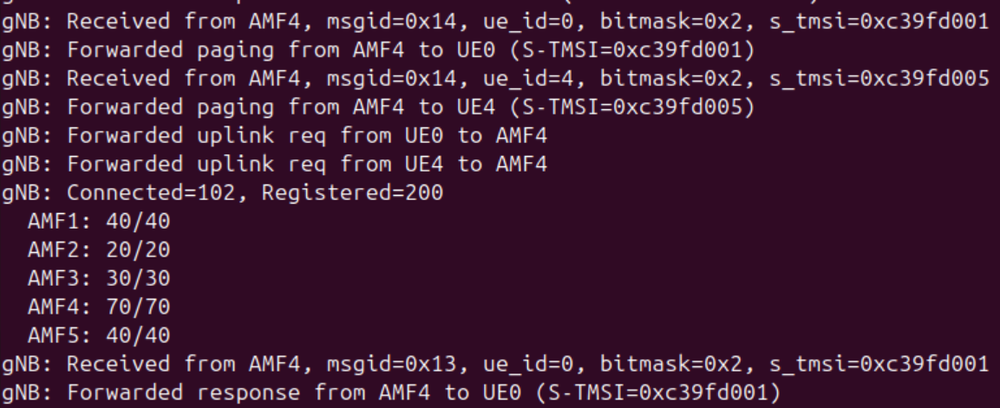 gNB: Received from AMF4, msgid=0x14, ue_id=0, bitmask=0x2, s_tmsi=0xc39fd001
gNB: Forwarded paging from AMF4 to UE0 (S-TMSI=0xc39fd001)
gNB: Received from AMF4, msgid=0x14, ue_id=4, bitmask=0x2, s_tmsi=0xc39fd005
gNB: Forwarded paging from AMF4 to UE4 (S-TMSI=0xc39fd005)
gNB: Forwarded uplink req from UE0 to AMF4
gNB: Forwarded uplink req from UE4 to AMF4
gNB: Connected=102, Registered=200
  AMF1: 40/40
  AMF2: 20/20
  AMF3: 30/30
  AMF4: 70/70
  AMF5: 40/40
gNB: Received from AMF4, msgid=0x13, ue_id=0, bitmask=0x2, s_tmsi=0xc39fd001
gNB: Forwarded response from AMF4 to UE0 (S-TMSI=0xc39fd001)